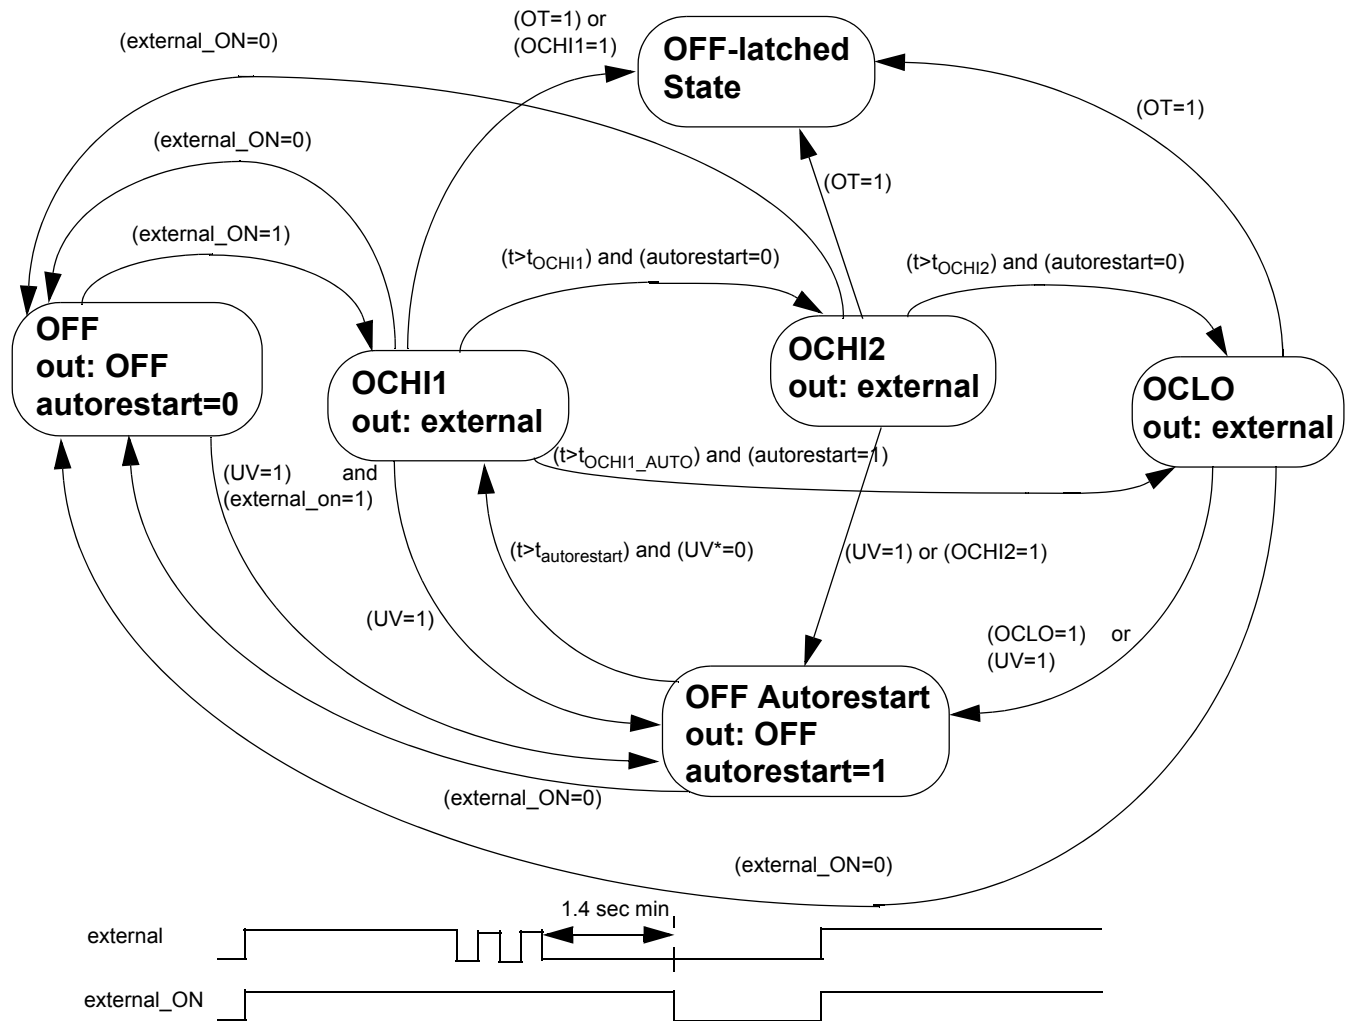 (external_ON=0)
(OT=1) or
(OCHI1=1)
OFF-latched
State
(OT=1)
(external_ON=0)
(OT=1)
(external_ON=1)
(t>tOCHI1) and (autorestart=0)
(t>tOCHI2) and (autorestart=0)
OFF
out: OFF
autorestart=0
OCHI1
out: external
OCHI2
out: external
OCLO
out: external
(UV=1) and
(external_on=1)
(t>tOCHI1_AUTO) and (autorestart=1)
(t>tautorestart) and (UV*=0)
(UV=1) or (OCHI2=1)
(UV=1)
(OCLO=1) or
(UV=1)
OFF Autorestart
out: OFF
autorestart=1
(external_ON=0)
(external_ON=0)
1.4 sec min
external
external_ON